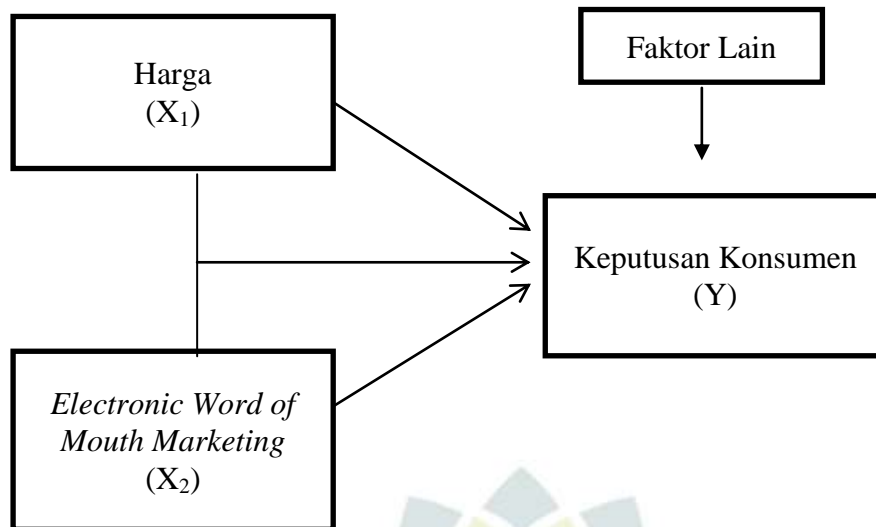 Harga
(X₁)
Faktor Lain
Keputusan Konsumen
(Y)
Electronic Word of
Mouth Marketing
(X₂)